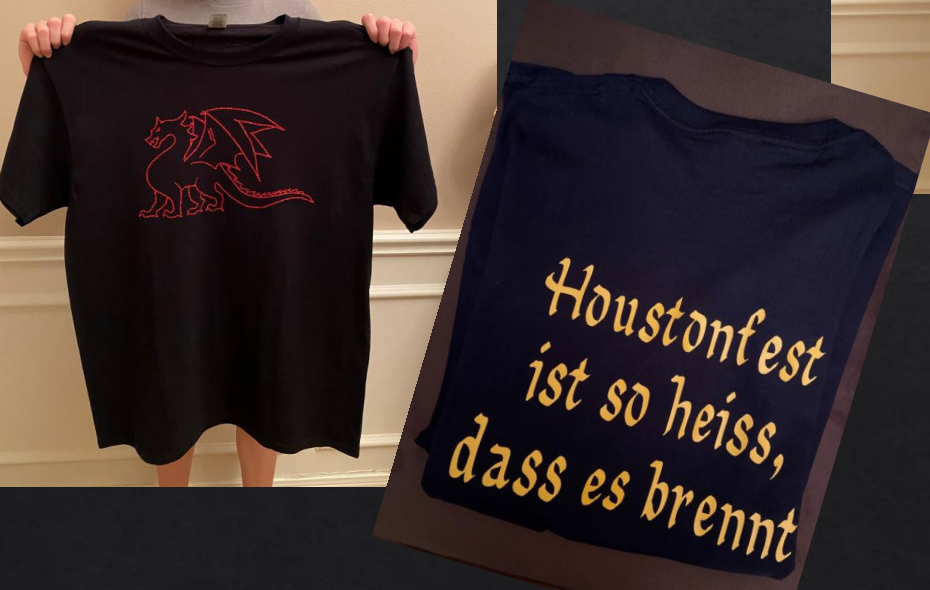 Houstonfest
ist so heiss,
dass es brennt